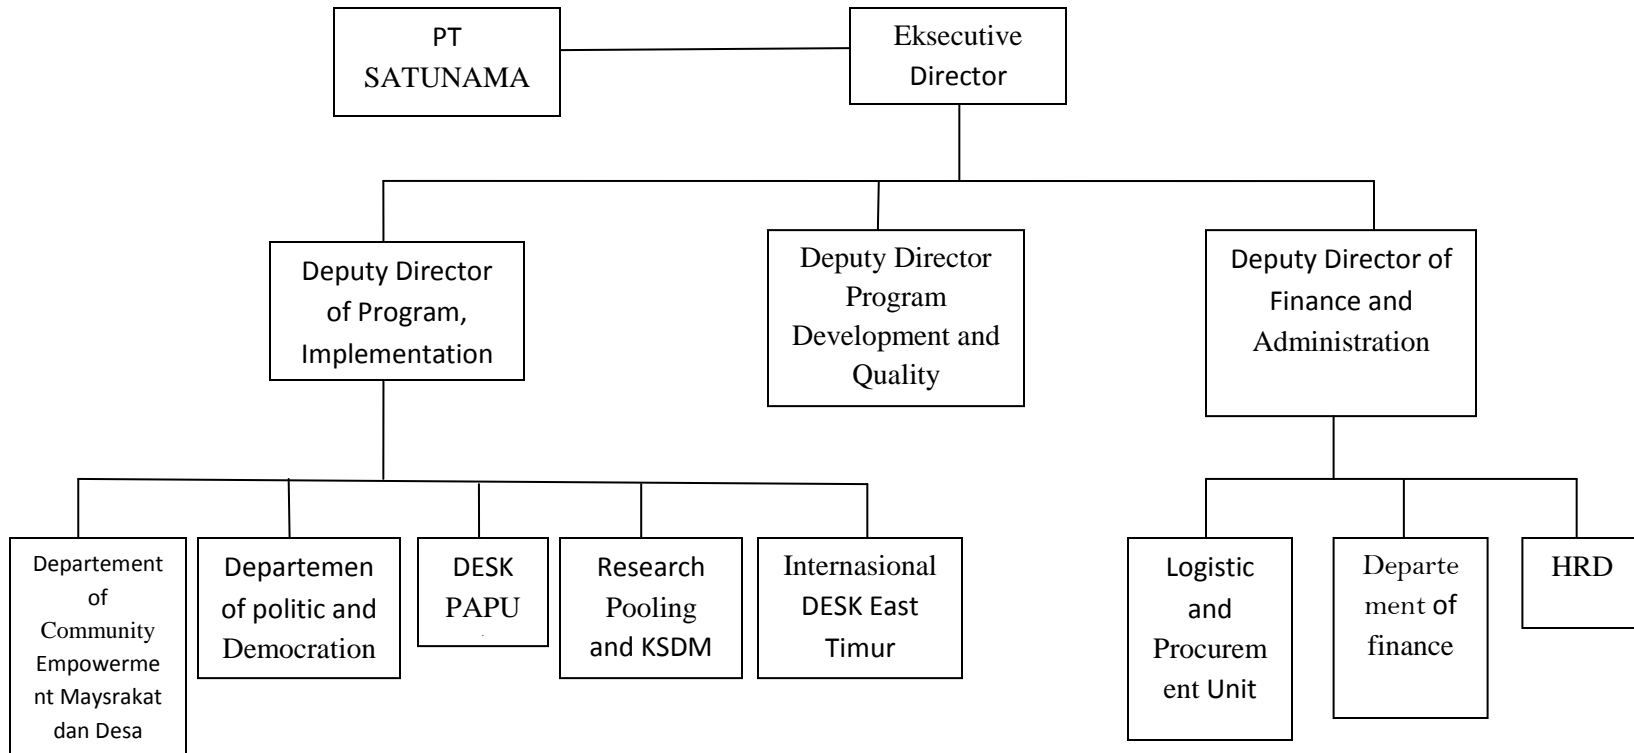 PT
SATUNAMA
Eksecutive
Director
Deputy Director
of Program,
Implementation
Deputy Director
Program
Development and
Quality
Deputy Director of
Finance and
Administration
Departement
of
Community
Empowerme
nt Maysrakat
dan Desa
Departemen
of politic and
Democration
DESK
PAPU
Research
Pooling
and KSDM
Internasional
DESK East
Timur
Logistic
and
Procurem
ent Unit
Departe
ment of
finance
HRD